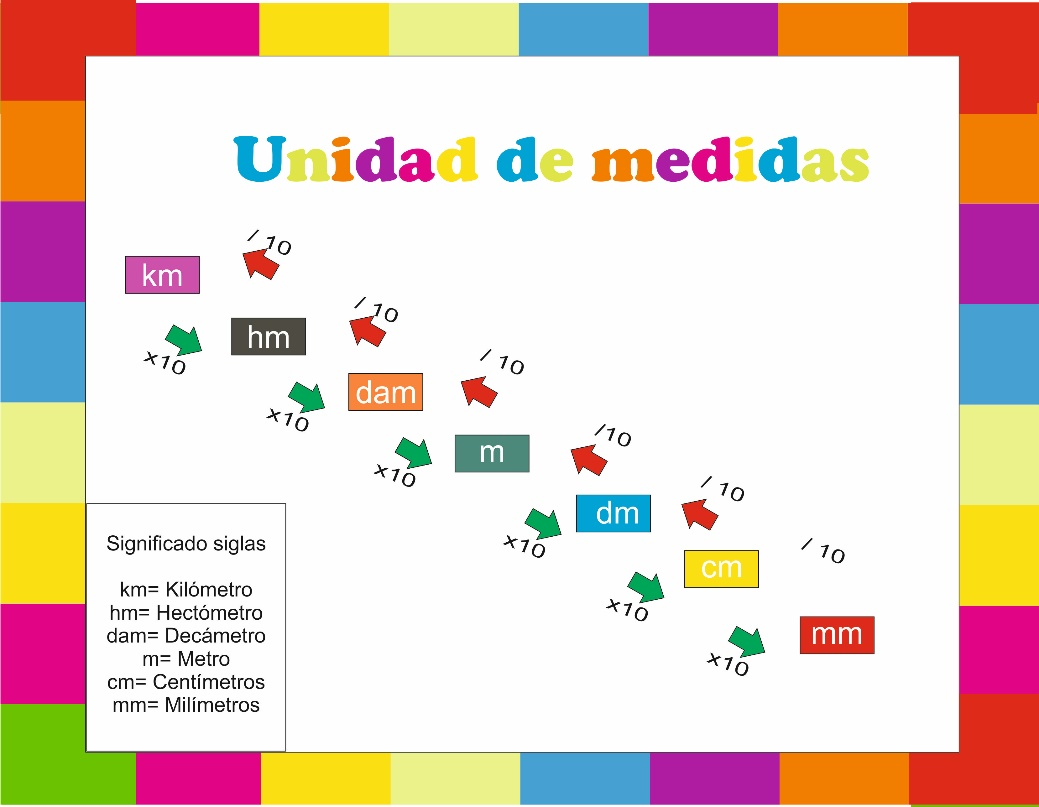 Unidad de medidas
/ 10
km
/ 10
hm
x10
/ 10
dam
x10
/10
m
x10
/ 10
dm
x10
/ 10
cm
x10
mm
x10
Significado siglas
km= Kilómetro
hm= Hectómetro
dam= Decámetro
m= Metro
cm= Centímetros
mm= Milímetros